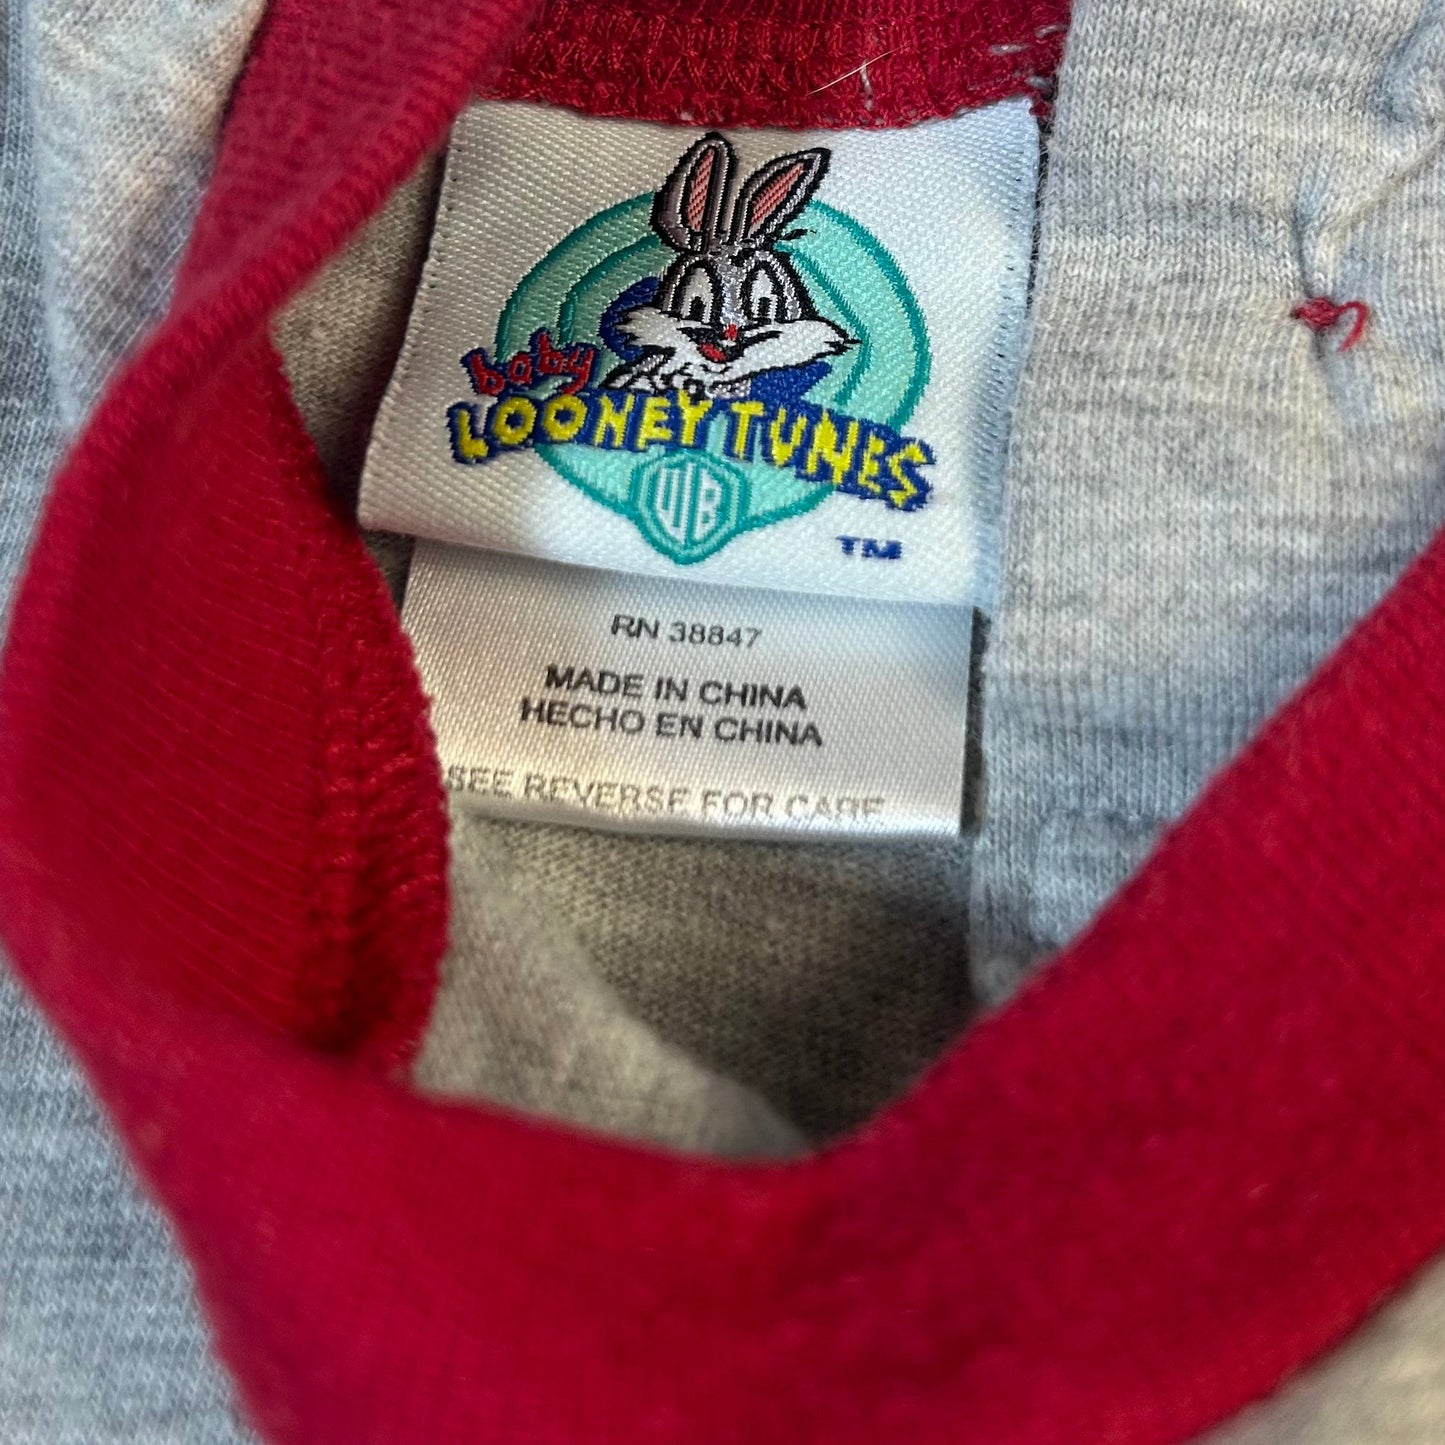 baby
LOONEY TUNES
WB
TM
RN 38847
MADE IN CHINA
HECHO EN CHINA
SEE REVERSE FOR CARE